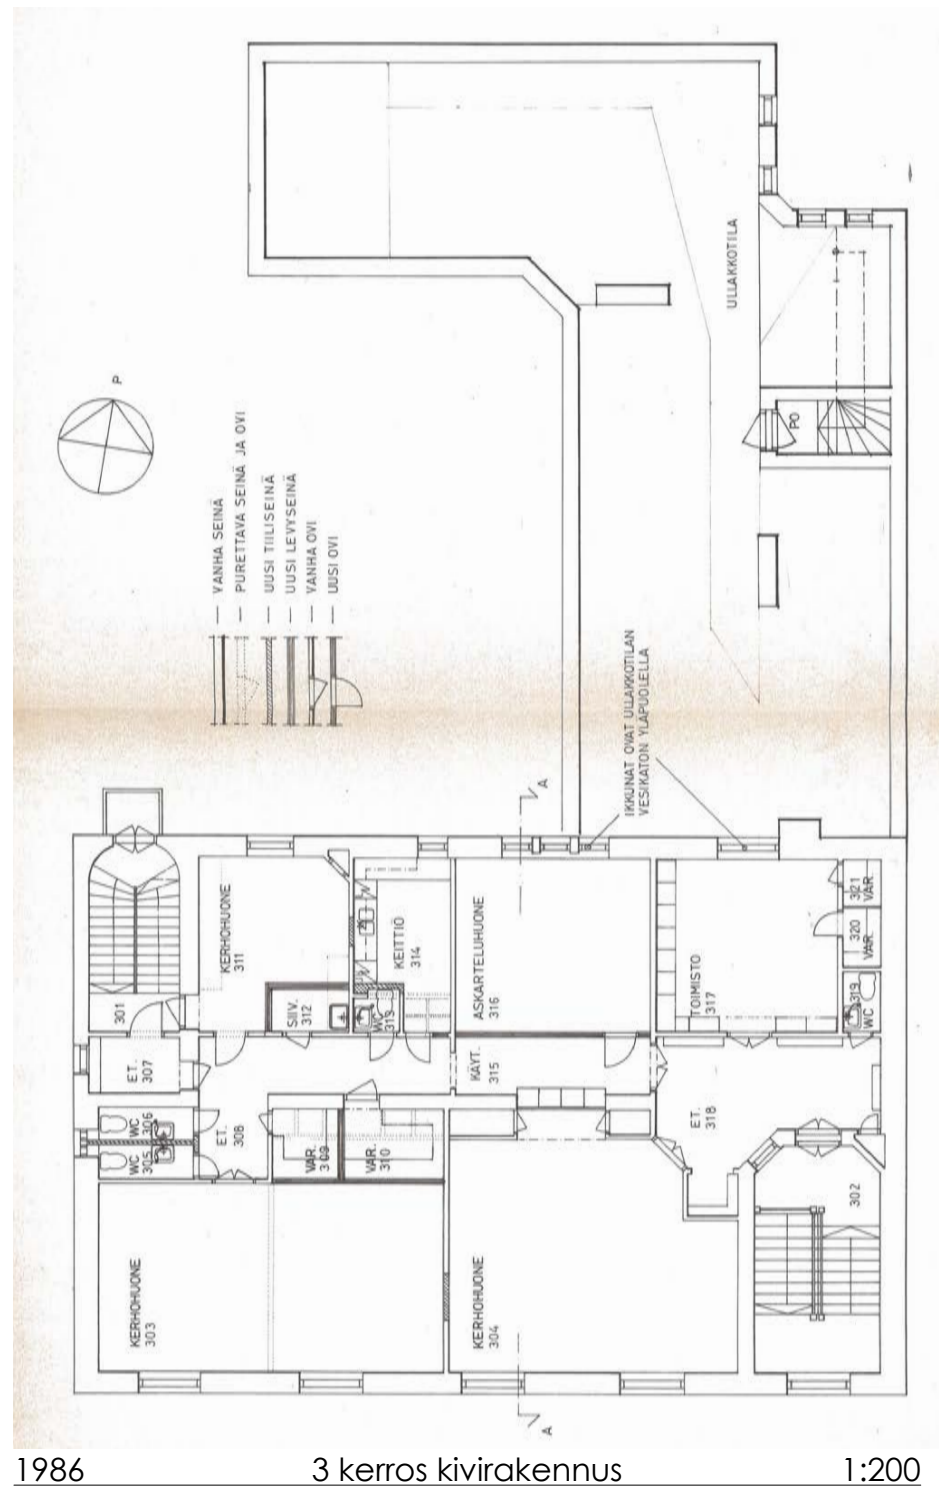 P
VANHA SEINÄ
PURETTAVA SEINÄ JA OVI
UUSI TIILISEINÄ
UUSI LEVYSEINÄ
VANHA OVI
UUSI OVI
ULLAKKOTILA
PO
IKKUNAT OVAT ULLAKKOTILAN
VESIKATON YLÄPUOLELLA
A
301
KERHOHUONE
311
SIIV.
312
WC
313
KEITTIÖ
314
ASKARTELUHUONE
316
TOIMISTO
317
WC
319
320
VAR.
321
VAR.
ET.
307
WC
306
WC
305
ET.
308
VAR.
309
VAR.
310
KÄYT.
315
ET.
318
302
KERHOHUONE
303
KERHOHUONE
304
A
1986
3 kerros kivirakennus
1:200